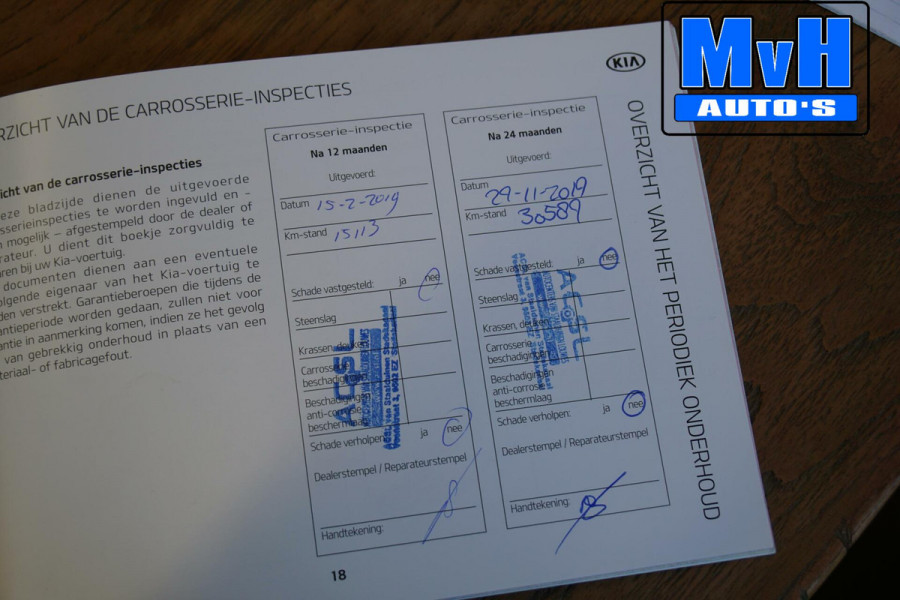 MvH
AUTO'S
KIA
RZICHT VAN DE CARROSSERIE-INSPECTIES
icht van de carrosserie-inspecties
eze bladzijde dienen de uitgevoerde
sserieinspecties te worden ingevuld en -
n mogelijk - afgestempeld door de dealer of
rateur. U dient dit boekje zorgvuldig te
ren bij uw Kia-voertuig.
documenten dienen aan een eventuele
olgende eigenaar van het Kia-voertuig te
den verstrekt. Garantieberoepen die tijdens de
antieperiode worden gedaan, zullen niet voor
antie in aanmerking komen, indien ze het gevolg
van gebrekkig onderhoud in plaats van een
teriaal- of fabricagefout.
Carrosserie-inspectie
Na 12 maanden
Uitgevoerd:
Datum 15-2-2019
Km-stand 15113
Schade vastgesteld: ja nee
Steenslag
Krassen, deuken
Carrosserie
beschadigingen
Beschadigingen
anti-corrosie
beschermlaag
Schade verholpen: ja nee
Dealerstempel / Reparateurstempel
Handtekening:
ACSL
Carrosserie-inspectie
Na 24 maanden
Uitgevoerd:
Datum 29-11-2019
Km-stand 30589
Schade vastgesteld: ja nee
Steenslag
Krassen, deuken
Carrosserie
beschadigingen
Beschadigingen
anti-corrosie
beschermlaag
Schade verholpen: ja nee
Dealerstempel / Reparateurstempel
Handtekening:
ACSL
OVERZICHT VAN HET PERIODIEK ONDERHOUD
18